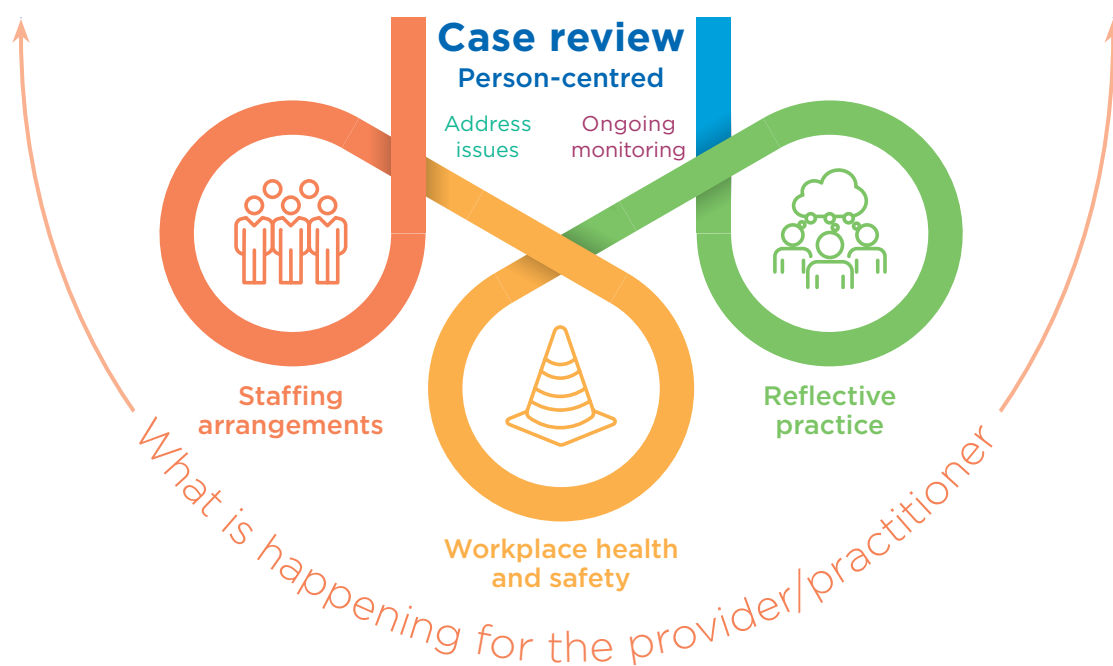 Case review
Person-centred
Address
issues
Ongoing
monitoring
Staffing
arrangements
Reflective
practice
Workplace health
and safety
What is happening for the provider/practitioner